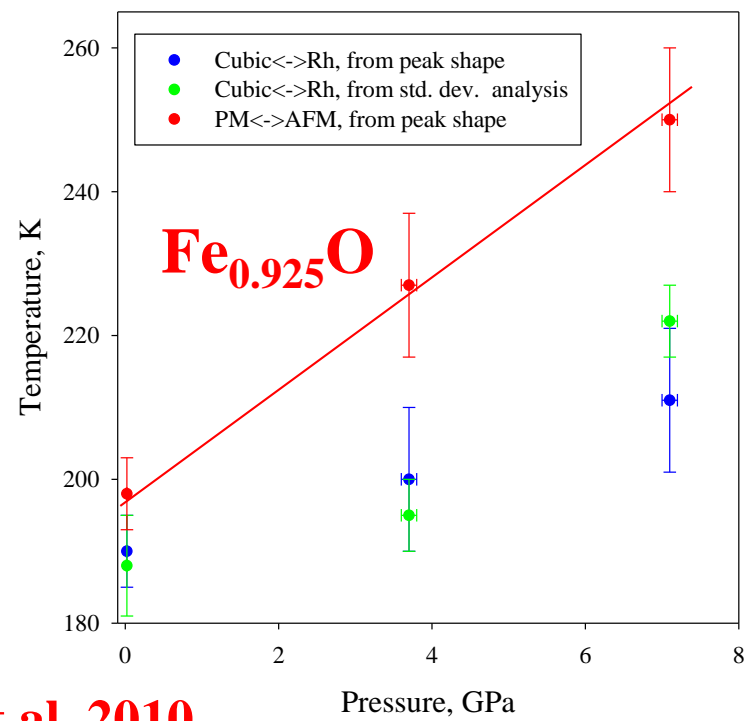 260
Cubic<->Rh, from peak shape
Cubic<->Rh, from std. dev. analysis
PM<->AFM, from peak shape
240
Fe0.925O
Temperature, K
220
200
180
0 2 4 6 8
Pressure, GPa
al. 2010